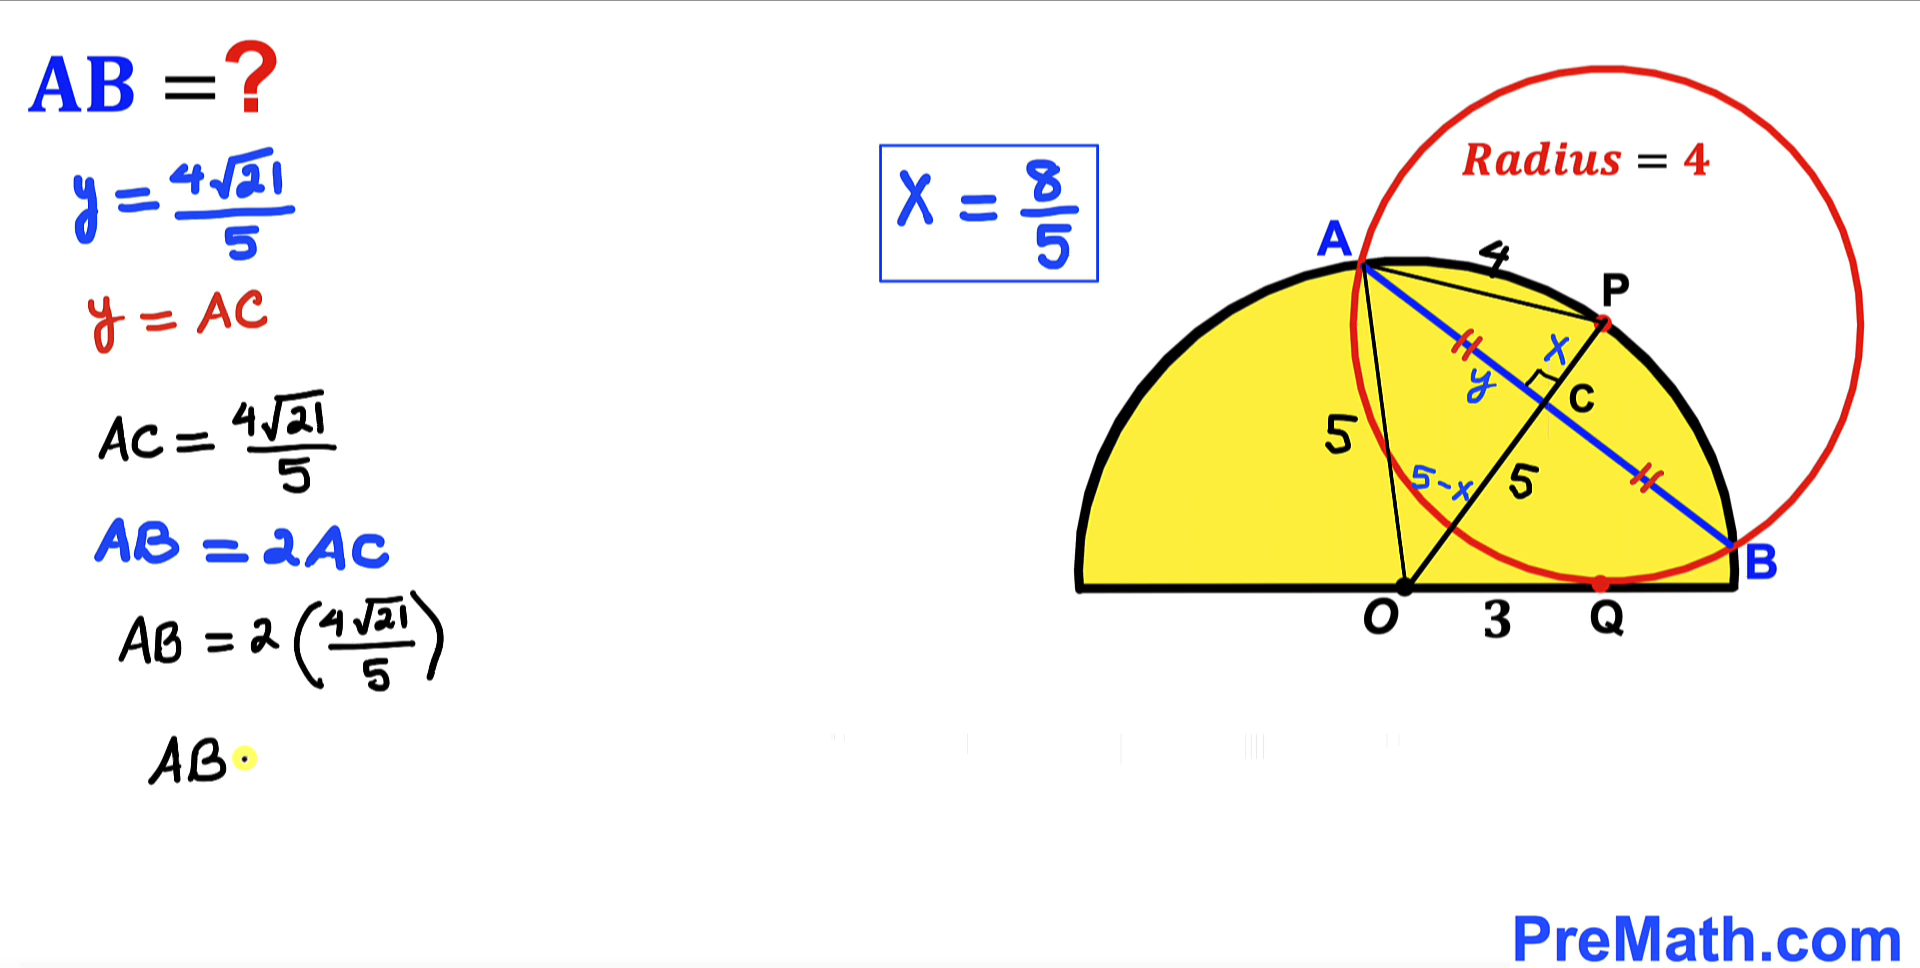 AB = ?
y = 4√21/5
y = AC
AC = 4√21/5
AB = 2AC
AB = 2(4√21/5)
AB
x = 8/5
Radius = 4
A
4
P
x
y
C
5
5-x
5
B
O
3
Q
PreMath.com